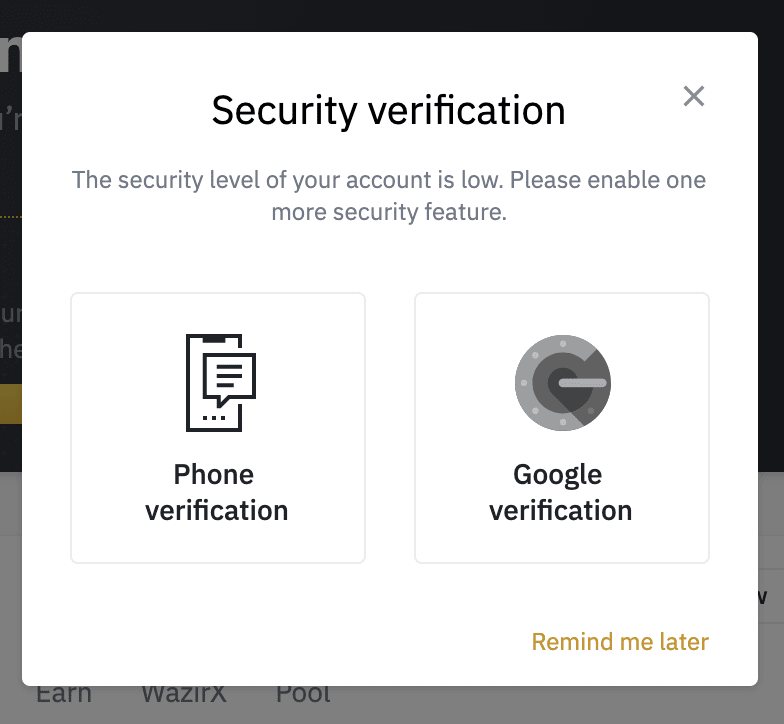 Security verification
The security level of your account is low. Please enable one
more security feature.
Phone
verification
Google
verification
Remind me later
Earn WazirX Pool